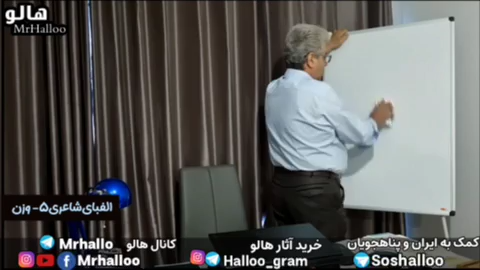 هالو
MrHalloo
الفبای شاعری ۵- وزن
Mrhallo کانال هالو خرید آثار هالو کمک به ایران و پناهجویان
Mrhalloo Halloo_gram Soshalloo